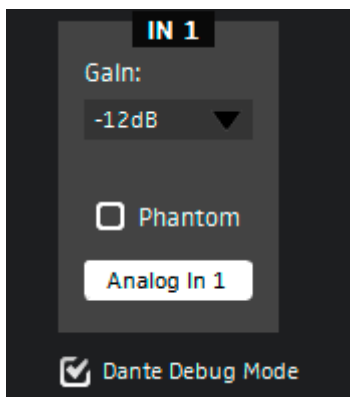 IN 1
Gain:
-12dB
Phantom
Analog In 1
Dante Debug Mode